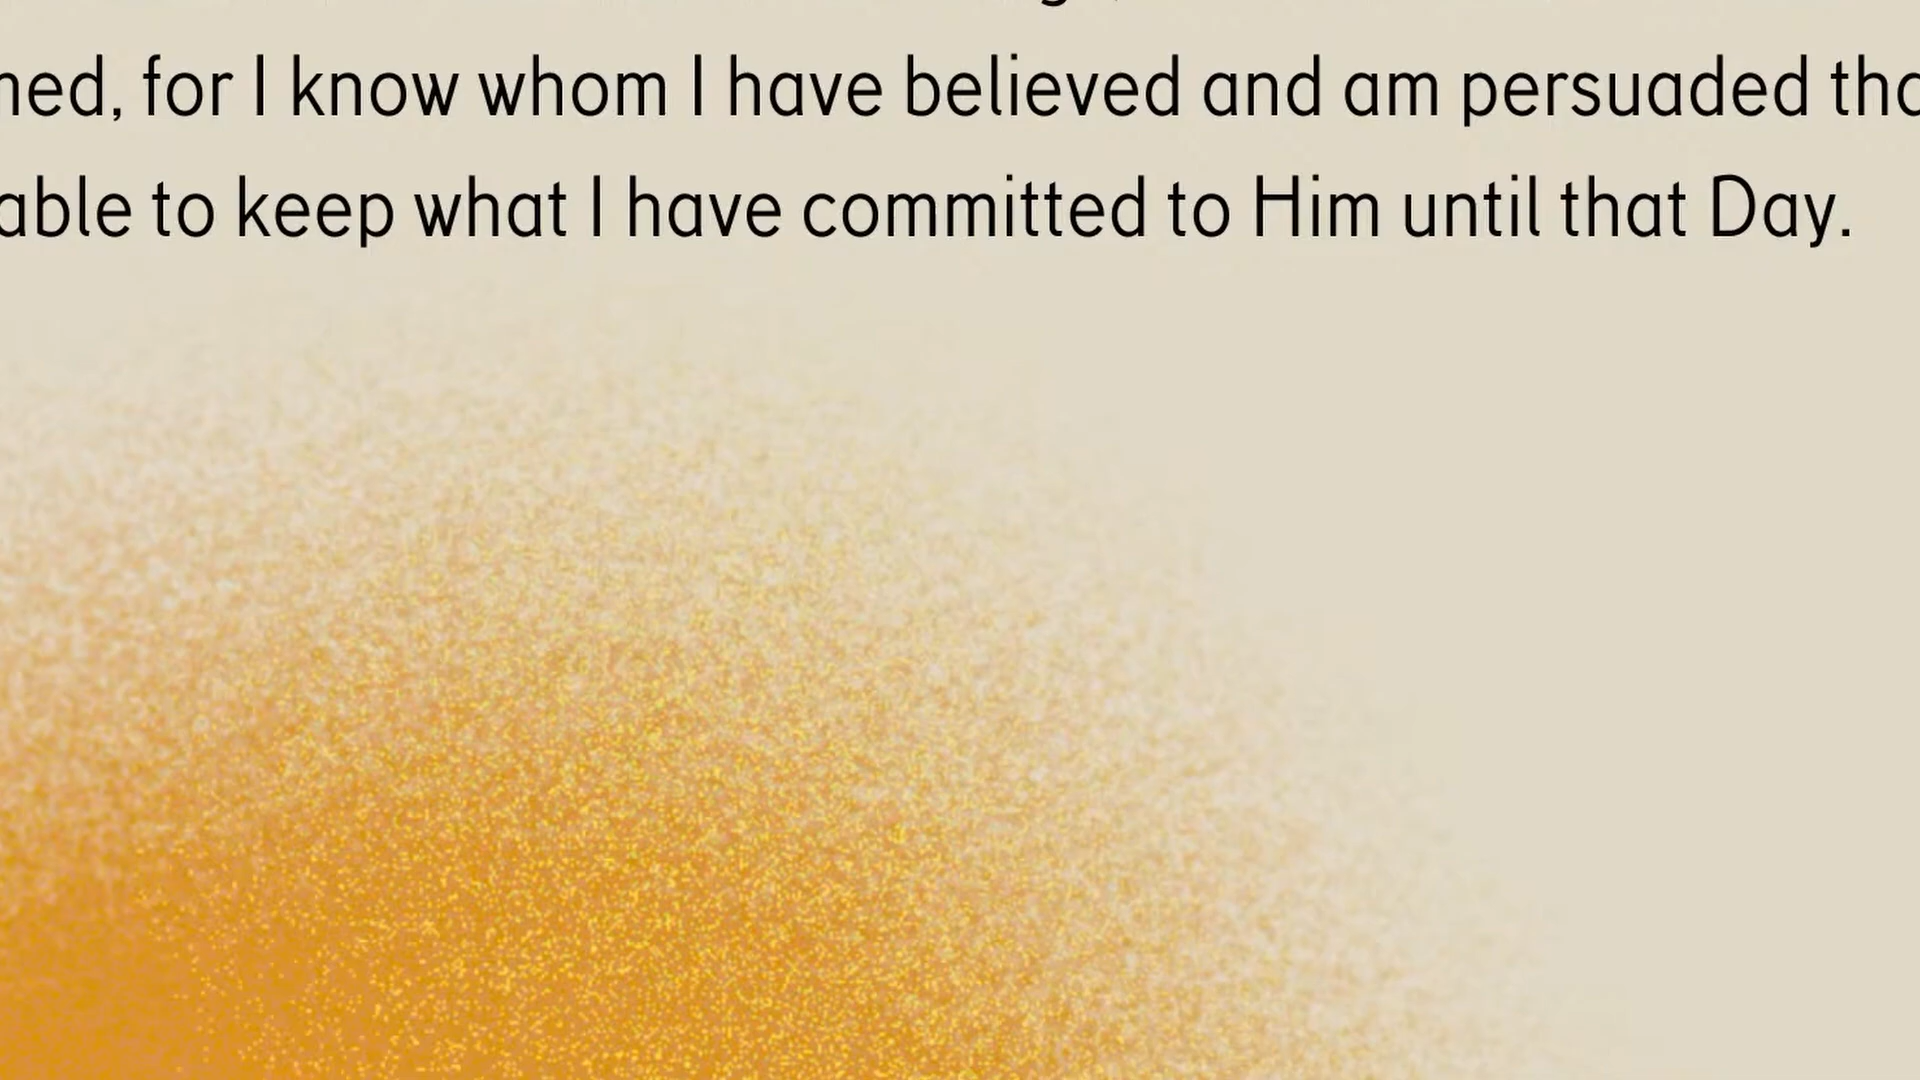 med, for I know whom I have believed and am persuaded tha
able to keep what I have committed to Him until that Day.